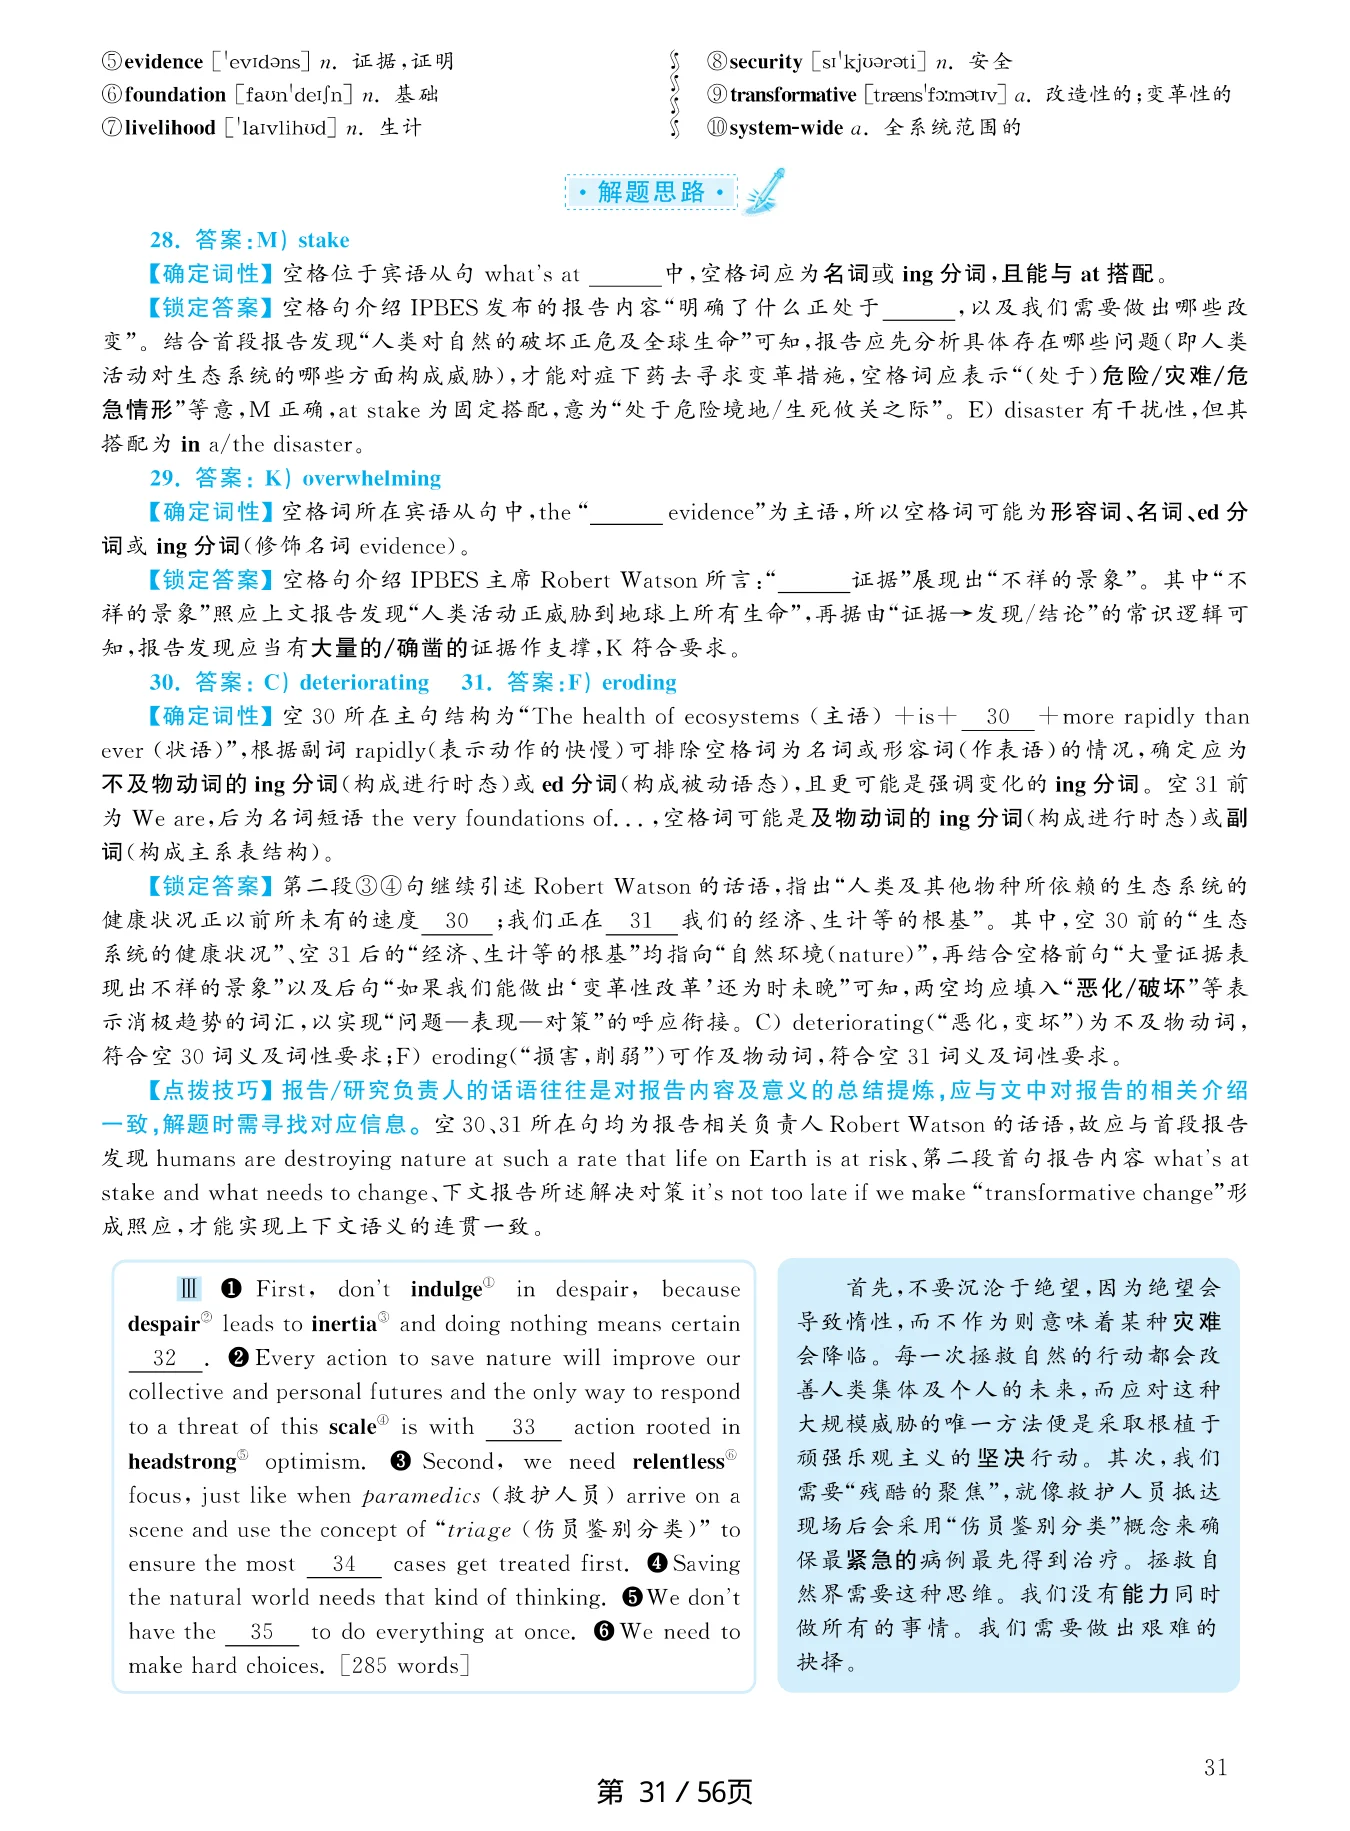 ⑤evidence [ˈevɪdəns] n. 证据,证明
⑥foundation [faʊnˈdeɪʃn] n. 基础
⑦livelihood [ˈlaɪvlihʊd] n. 生计
⑧security [sɪˈkjʊərəti] n. 安全
⑨transformative [trænsˈfɔːmətɪv] a. 改造性的;变革性的
⑩system-wide a. 全系统范围的
·解题思路·
28. 答案:M) stake
【确定词性】空格位于宾语从句 what's at ______中,空格词应为名词或 ing 分词,且能与 at 搭配。
【锁定答案】空格句介绍 IPBES 发布的报告内容“明确了什么正处于______,以及我们需要做出哪些改
变”。结合首段报告发现“人类对自然的破坏正危及全球生命”可知,报告应先分析具体存在哪些问题(即人类
活动对生态系统的哪些方面构成威胁),才能对症下药去寻求变革措施,空格词应表示“(处于)危险/灾难/危
急情形”等意,M 正确,at stake 为固定搭配,意为“处于危险境地/生死攸关之际”。E) disaster 有干扰性,但其
搭配为 in a/the disaster。
29. 答案: K) overwhelming
【确定词性】空格词所在宾语从句中,the “______ evidence”为主语,所以空格词可能为形容词、名词、ed 分
词或 ing 分词(修饰名词 evidence)。
【锁定答案】空格句介绍 IPBES 主席 Robert Watson 所言:“______证据”展现出“不祥的景象”。其中“不
祥的景象”照应上文报告发现“人类活动正威胁到地球上所有生命”,再据由“证据→发现/结论”的常识逻辑可
知,报告发现应当有大量的/确凿的证据作支撑,K 符合要求。
30. 答案: C) deteriorating 31. 答案:F) eroding
【确定词性】空 30 所在主句结构为“The health of ecosystems (主语) +is+ 30 +more rapidly than
ever (状语)”,根据副词 rapidly(表示动作的快慢)可排除空格词为名词或形容词(作表语)的情况,确定应为
不及物动词的 ing 分词(构成进行时态)或 ed 分词(构成被动语态),且更可能是强调变化的 ing 分词。空 31 前
为 We are,后为名词短语 the very foundations of...,空格词可能是及物动词的 ing 分词(构成进行时态)或副
词(构成主系表结构)。
【锁定答案】第二段③④句继续引述 Robert Watson 的话语,指出“人类及其他物种所依赖的生态系统的
健康状况正以前所未有的速度 30 ;我们正在 31 我们的经济、生计等的根基”。其中,空 30 前的“生态
系统的健康状况”、空 31 后的“经济、生计等的根基”均指向“自然环境(nature)”,再结合空格前句“大量证据表
现出不祥的景象”以及后句“如果我们能做出‘变革性改革’还为时未晚”可知,两空均应填入“恶化/破坏”等表
示消极趋势的词汇,以实现“问题—表现—对策”的呼应衔接。C) deteriorating(“恶化,变坏”)为不及物动词,
符合空 30 词义及词性要求;F) eroding(“损害,削弱”)可作及物动词,符合空 31 词义及词性要求。
【点拨技巧】报告/研究负责人的话语往往是对报告内容及意义的总结提炼,应与文中对报告的相关介绍
一致,解题时需寻找对应信息。空 30、31 所在句均为报告相关负责人 Robert Watson 的话语,故应与首段报告
发现 humans are destroying nature at such a rate that life on Earth is at risk、第二段首句报告内容 what's at
stake and what needs to change、下文报告所述解决对策 it's not too late if we make “transformative change”形
成照应,才能实现上下文语义的连贯一致。
Ⅲ ❶ First, don't indulge① in despair, because
despair② leads to inertia③ and doing nothing means certain
32 . ❷Every action to save nature will improve our
collective and personal futures and the only way to respond
to a threat of this scale④ is with 33 action rooted in
headstrong⑤ optimism. ❸ Second, we need relentless⑥
focus, just like when paramedics (救护人员) arrive on a
scene and use the concept of “triage (伤员鉴别分类)” to
ensure the most 34 cases get treated first. ❹Saving
the natural world needs that kind of thinking. ❺We don't
have the 35 to do everything at once. ❻We need to
make hard choices. [285 words]
首先,不要沉沦于绝望,因为绝望会
导致惰性,而不作为则意味着某种灾难
会降临。每一次拯救自然的行动都会改
善人类集体及个人的未来,而应对这种
大规模威胁的唯一方法便是采取根植于
顽强乐观主义的坚决行动。其次,我们
需要“残酷的聚焦”,就像救护人员抵达
现场后会采用“伤员鉴别分类”概念来确
保最紧急的病例最先得到治疗。拯救自
然界需要这种思维。我们没有能力同时
做所有的事情。我们需要做出艰难的
抉择。
31
第 31 / 56页